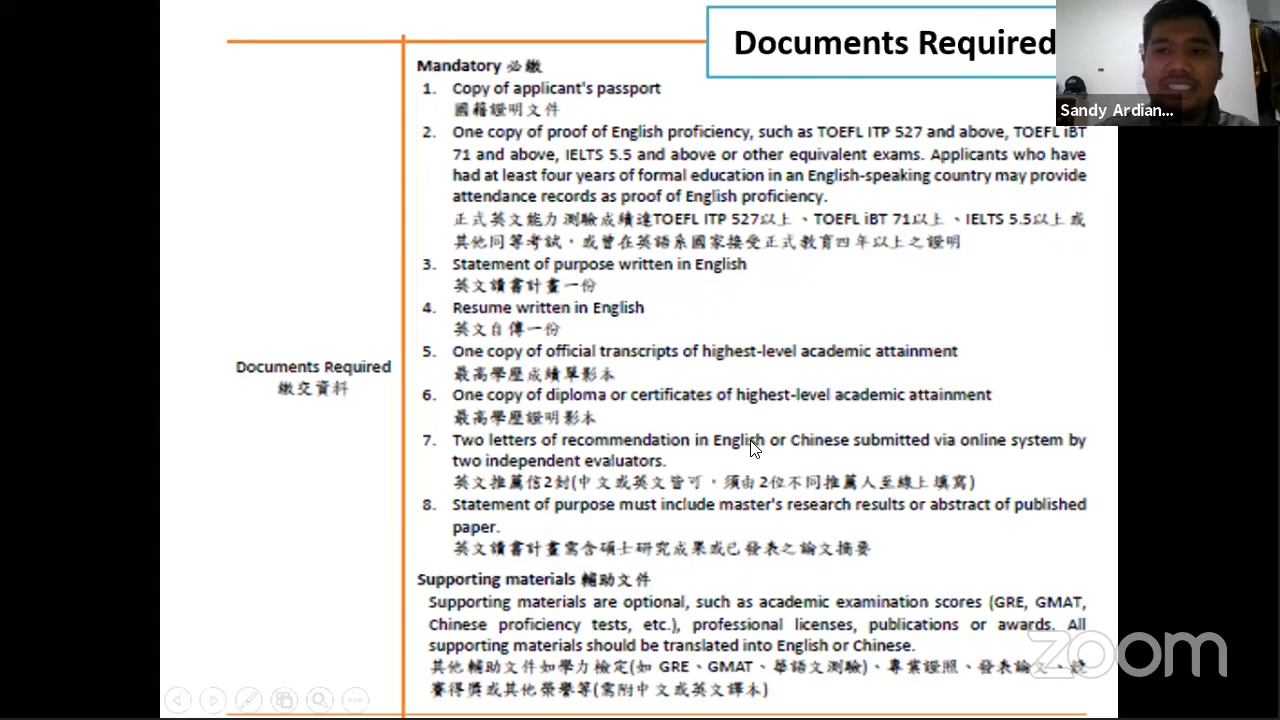 Documents Required
Sandy Ardian...
Mandatory 必繳
1. Copy of applicant's passport
國籍證明文件
2. One copy of proof of English proficiency, such as TOEFL ITP 527 and above, TOEFL iBT
71 and above, IELTS 5.5 and above or other equivalent exams. Applicants who have
had at least four years of formal education in an English-speaking country may provide
attendance records as proof of English proficiency.
正式英文能力測驗成績達TOEFL ITP 527以上、TOEFL iBT 71以上、IELTS 5.5以上或
其他同等考試，或曾在英語系國家接受正式教育四年以上之證明
3. Statement of purpose written in English
英文讀書計畫一份
4. Resume written in English
英文自傳一份
5. One copy of official transcripts of highest-level academic attainment
最高學歷成績單影本
Documents Required
繳交資料
6. One copy of diploma or certificates of highest-level academic attainment
最高學歷證明影本
7. Two letters of recommendation in English or Chinese submitted via online system by
two independent evaluators.
英文推薦信2封(中文或英文皆可，須由2位不同推薦人至線上填寫)
8. Statement of purpose must include master's research results or abstract of published
paper.
英文讀書計畫需含碩士研究成果或已發表之論文摘要
Supporting materials 輔助文件
Supporting materials are optional, such as academic examination scores (GRE, GMAT,
Chinese proficiency tests, etc.), professional licenses, publications or awards. All
supporting materials should be translated into English or Chinese.
其他輔助文件如學力檢定(如 GRE、GMAT、華語文測驗)、專業證照、發表論文、競
賽得獎或其他榮譽等(需附中文或英文譯本)
zoom